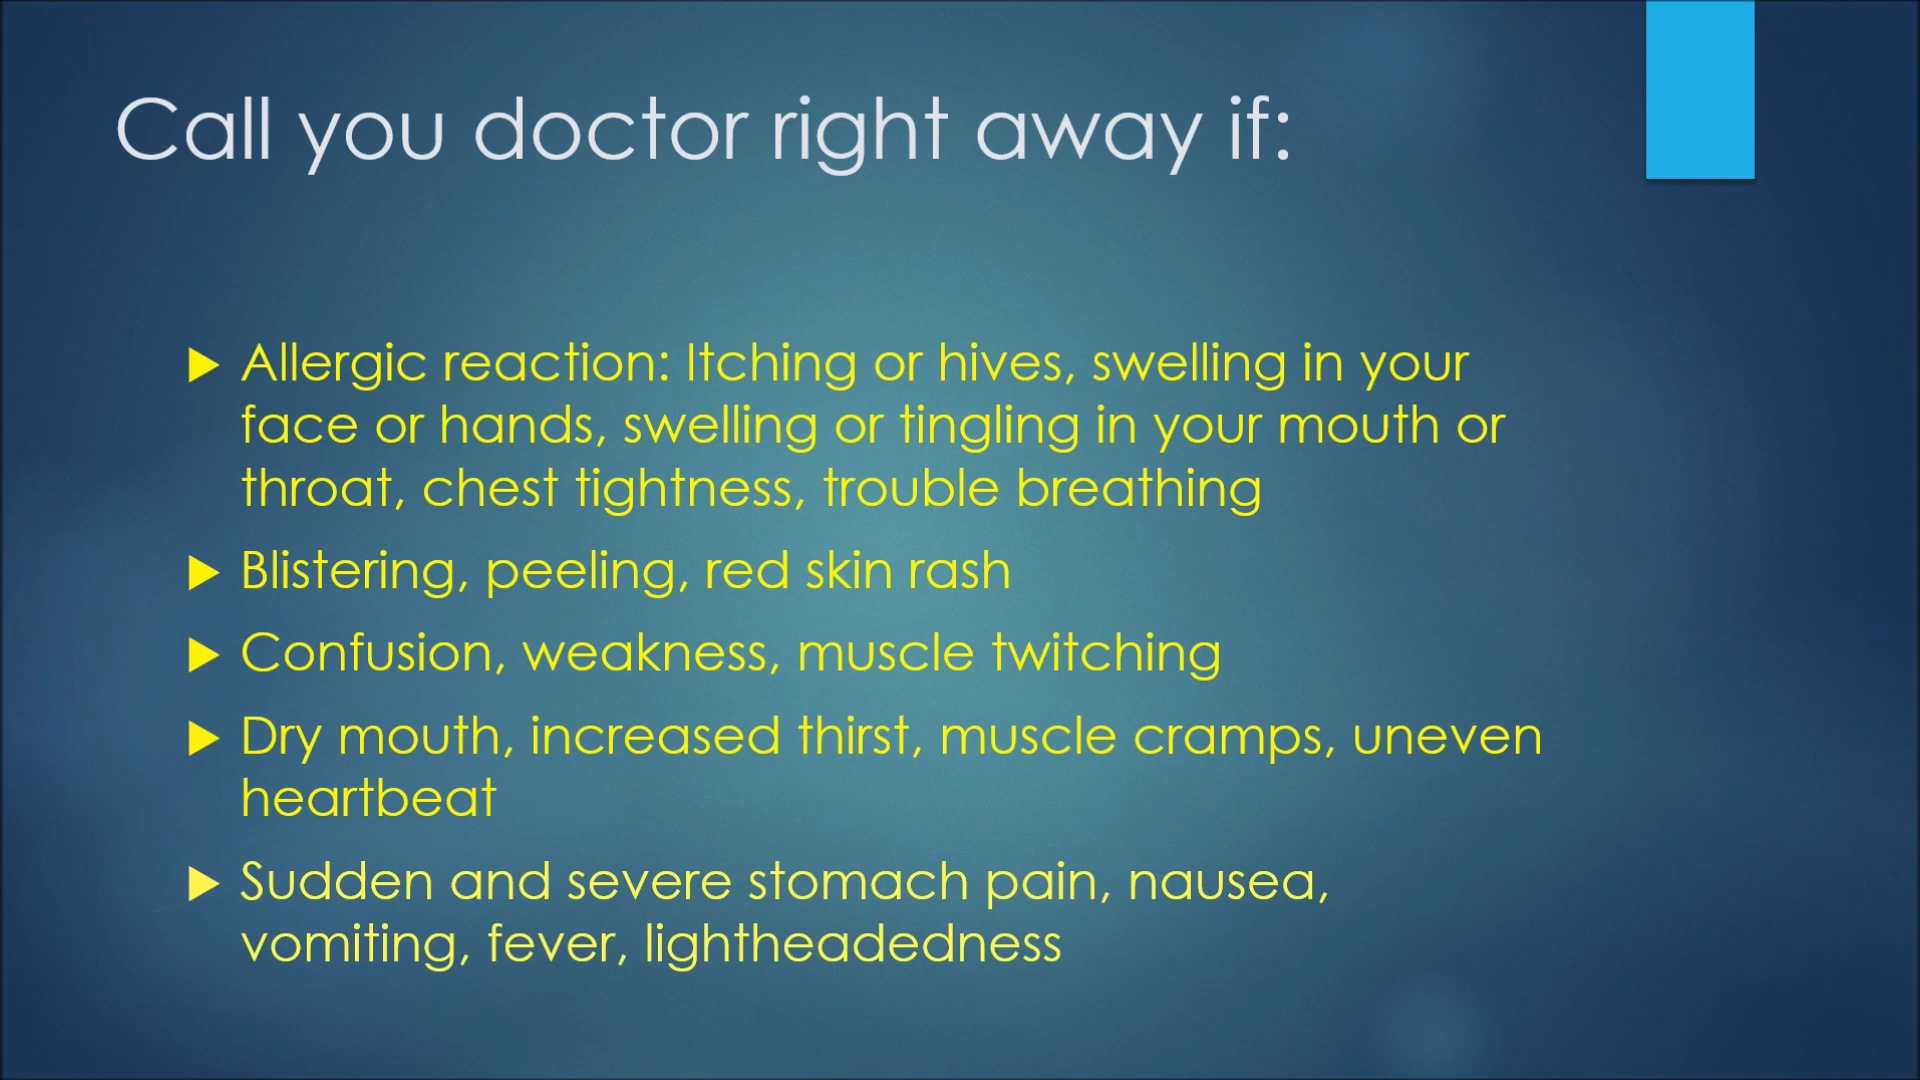 Call you doctor right away if:
Allergic reaction: Itching or hives, swelling in your
face or hands, swelling or tingling in your mouth or
throat, chest tightness, trouble breathing
Blistering, peeling, red skin rash
Confusion, weakness, muscle twitching
Dry mouth, increased thirst, muscle cramps, uneven
heartbeat
Sudden and severe stomach pain, nausea,
vomiting, fever, lightheadedness